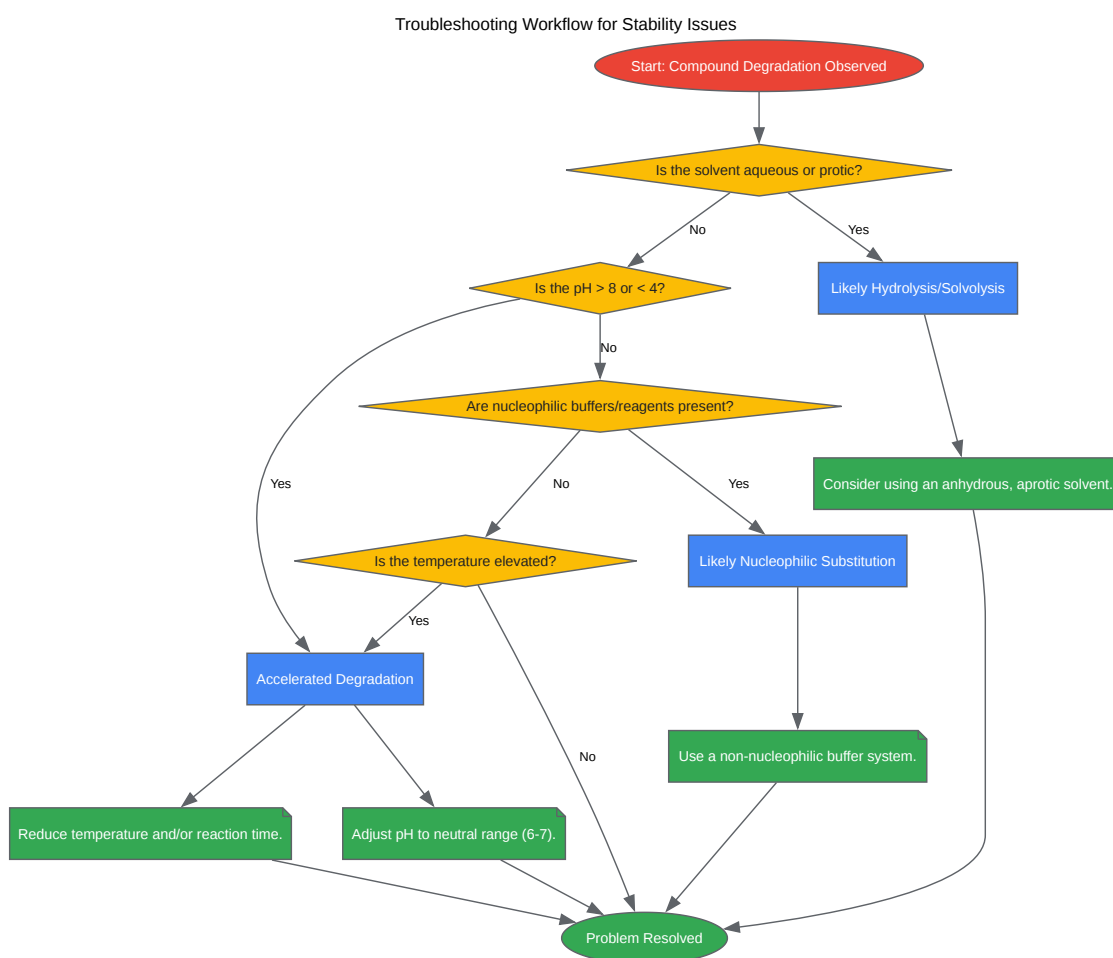 Troubleshooting Workflow for Stability Issues
Start: Compound Degradation Observed
Is the solvent aqueous or protic?
No
Yes
Is the pH > 8 or < 4?
Likely Hydrolysis/Solvolysis
No
Are nucleophilic buffers/reagents present?
Yes
No
Yes
Consider using an anhydrous, aprotic solvent.
Is the temperature elevated?
Likely Nucleophilic Substitution
Yes
Accelerated Degradation
No
Use a non-nucleophilic buffer system.
Reduce temperature and/or reaction time.
Adjust pH to neutral range (6-7).
Problem Resolved